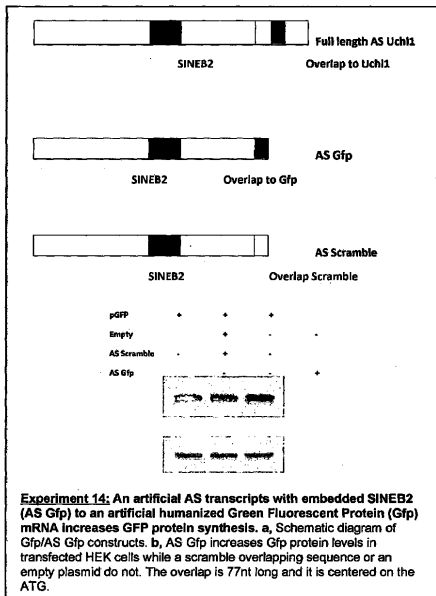 Full length AS Uchl1
SINEB2 Overlap to Uchl1
AS Gfp
SINEB2 Overlap to Gfp
AS Scramble
SINEB2 Overlap Scramble
pGFP + + +
Empty + - -
AS Scramble - + -
AS Gfp - - +
Experiment 14: An artificial AS transcripts with embedded SINEB2
(AS Gfp) to an artificial humanized Green Fluorescent Protein (Gfp)
mRNA increases GFP protein synthesis. a, Schematic diagram of
Gfp/AS Gfp constructs. b, AS Gfp increases Gfp protein levels in
transfected HEK cells while a scramble overlapping sequence or an
empty plasmid do not. The overlap is 77nt long and it is centered on the
ATG.